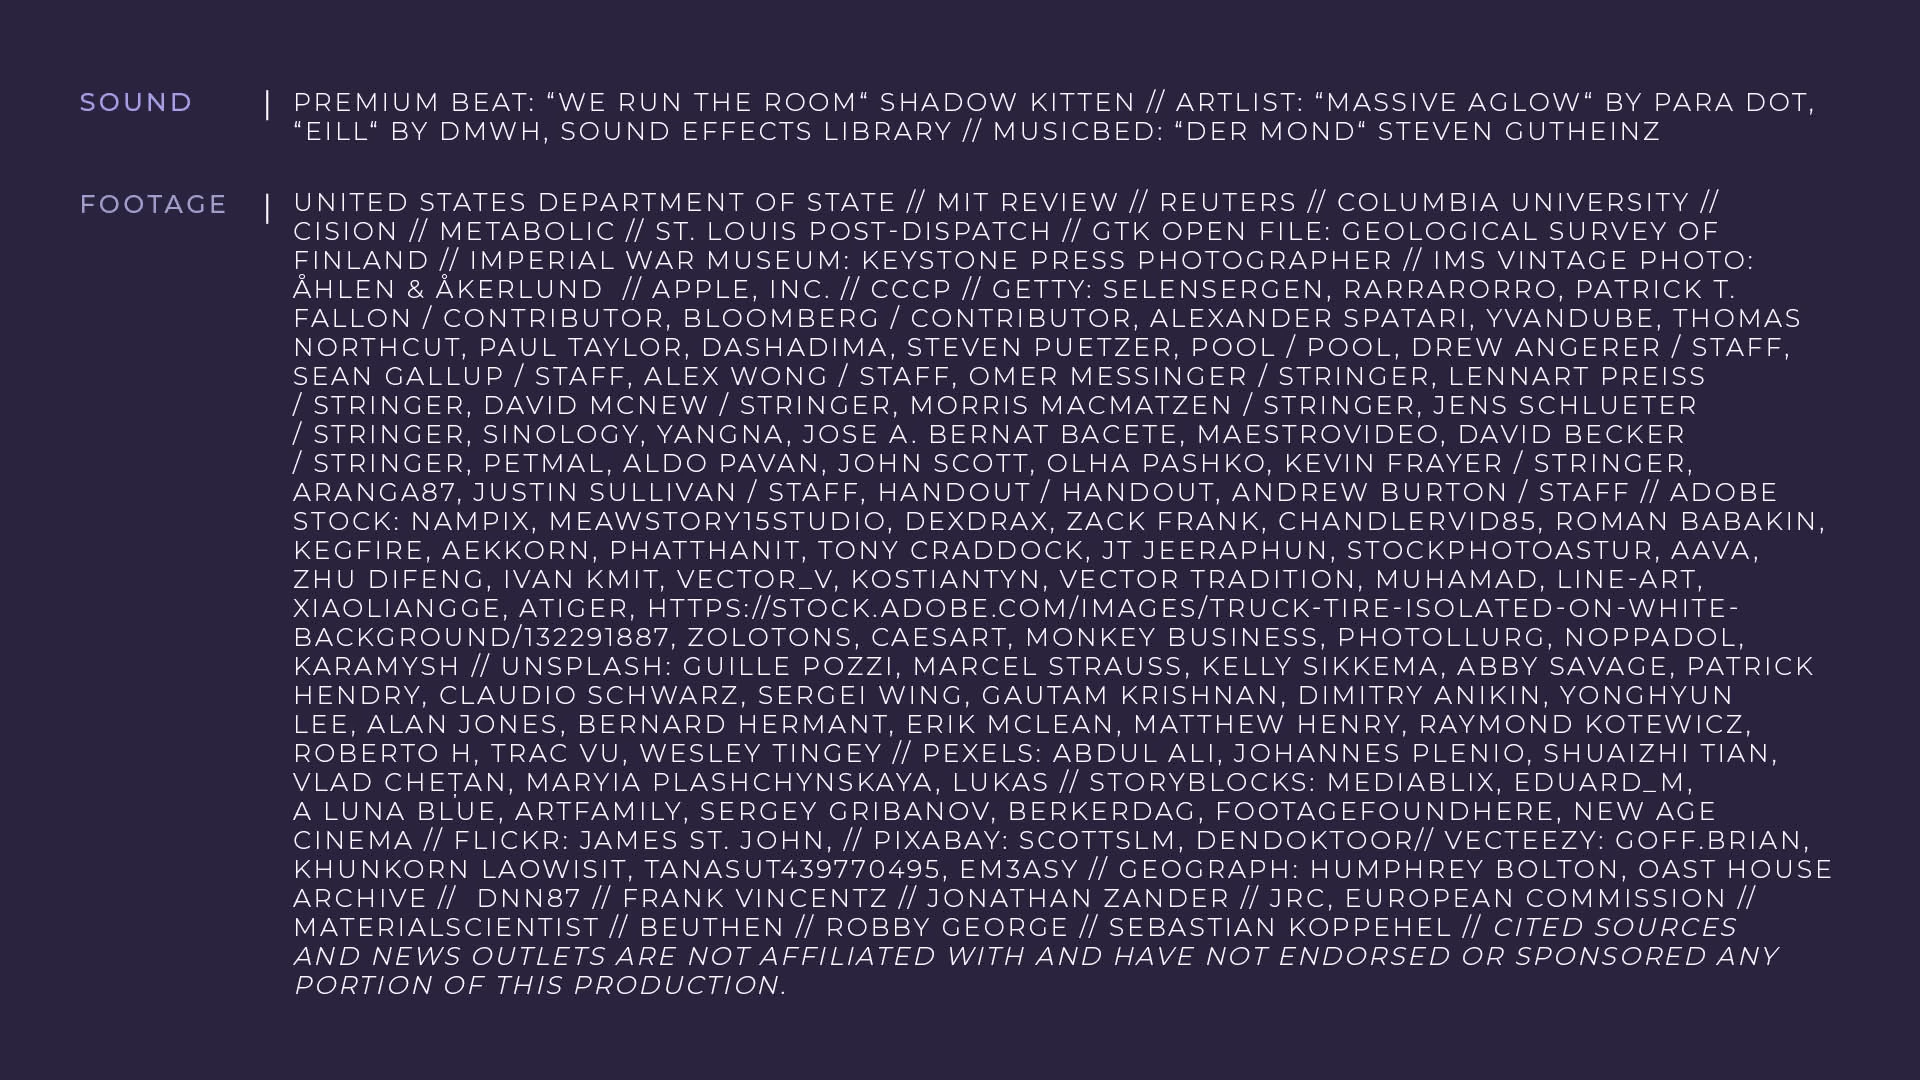 SOUND | PREMIUM BEAT: “WE RUN THE ROOM“ SHADOW KITTEN // ARTLIST: “MASSIVE AGLOW“ BY PARA DOT,
“EILL“ BY DMWH, SOUND EFFECTS LIBRARY // MUSICBED: “DER MOND“ STEVEN GUTHEINZ
FOOTAGE | UNITED STATES DEPARTMENT OF STATE // MIT REVIEW // REUTERS // COLUMBIA UNIVERSITY //
CISION // METABOLIC // ST. LOUIS POST-DISPATCH // GTK OPEN FILE: GEOLOGICAL SURVEY OF
FINLAND // IMPERIAL WAR MUSEUM: KEYSTONE PRESS PHOTOGRAPHER // IMS VINTAGE PHOTO:
ÅHLEN & ÅKERLUND // APPLE, INC. // CCCP // GETTY: SELENSERGEN, RARRARORRO, PATRICK T.
FALLON / CONTRIBUTOR, BLOOMBERG / CONTRIBUTOR, ALEXANDER SPATARI, YVANDUBE, THOMAS
NORTHCUT, PAUL TAYLOR, DASHADIMA, STEVEN PUETZER, POOL / POOL, DREW ANGERER / STAFF,
SEAN GALLUP / STAFF, ALEX WONG / STAFF, OMER MESSINGER / STRINGER, LENNART PREISS
/ STRINGER, DAVID MCNEW / STRINGER, MORRIS MACMATZEN / STRINGER, JENS SCHLUETER
/ STRINGER, SINOLOGY, YANGNA, JOSE A. BERNAT BACETE, MAESTROVIDEO, DAVID BECKER
/ STRINGER, PETMAL, ALDO PAVAN, JOHN SCOTT, OLHA PASHKO, KEVIN FRAYER / STRINGER,
ARANGA87, JUSTIN SULLIVAN / STAFF, HANDOUT / HANDOUT, ANDREW BURTON / STAFF // ADOBE
STOCK: NAMPIX, MEAWSTORY15STUDIO, DEXDRAX, ZACK FRANK, CHANDLERVID85, ROMAN BABAKIN,
KEGFIRE, AEKKORN, PHATTHANIT, TONY CRADDOCK, JT JEERAPHUN, STOCKPHOTOASTUR, AAVA,
ZHU DIFENG, IVAN KMIT, VECTOR_V, KOSTIANTYN, VECTOR TRADITION, MUHAMAD, LINE-ART,
XIAOLIANGGE, ATIGER, HTTPS://STOCK.ADOBE.COM/IMAGES/TRUCK-TIRE-ISOLATED-ON-WHITE-
BACKGROUND/132291887, ZOLOTONS, CAESART, MONKEY BUSINESS, PHOTOLLURG, NOPPADOL,
KARAMYSH // UNSPLASH: GUILLE POZZI, MARCEL STRAUSS, KELLY SIKKEMA, ABBY SAVAGE, PATRICK
HENDRY, CLAUDIO SCHWARZ, SERGEI WING, GAUTAM KRISHNAN, DIMITRY ANIKIN, YONGHYUN
LEE, ALAN JONES, BERNARD HERMANT, ERIK MCLEAN, MATTHEW HENRY, RAYMOND KOTEWICZ,
ROBERTO H, TRAC VU, WESLEY TINGEY // PEXELS: ABDUL ALI, JOHANNES PLENIO, SHUAIZHI TIAN,
VLAD CHEȚAN, MARYIA PLASHCHYNSKAYA, LUKAS // STORYBLOCKS: MEDIABLIX, EDUARD_M,
A LUNA BLUE, ARTFAMILY, SERGEY GRIBANOV, BERKERDAG, FOOTAGEFOUNDHERE, NEW AGE
CINEMA // FLICKR: JAMES ST. JOHN, // PIXABAY: SCOTTSLM, DENDOKTOOR// VECTEEZY: GOFF.BRIAN,
KHUNKORN LAOWISIT, TANASUT439770495, EM3ASY // GEOGRAPH: HUMPHREY BOLTON, OAST HOUSE
ARCHIVE // DNN87 // FRANK VINCENTZ // JONATHAN ZANDER // JRC, EUROPEAN COMMISSION //
MATERIALSCIENTIST // BEUTHEN // ROBBY GEORGE // SEBASTIAN KOPPEHEL // CITED SOURCES
AND NEWS OUTLETS ARE NOT AFFILIATED WITH AND HAVE NOT ENDORSED OR SPONSORED ANY
PORTION OF THIS PRODUCTION.